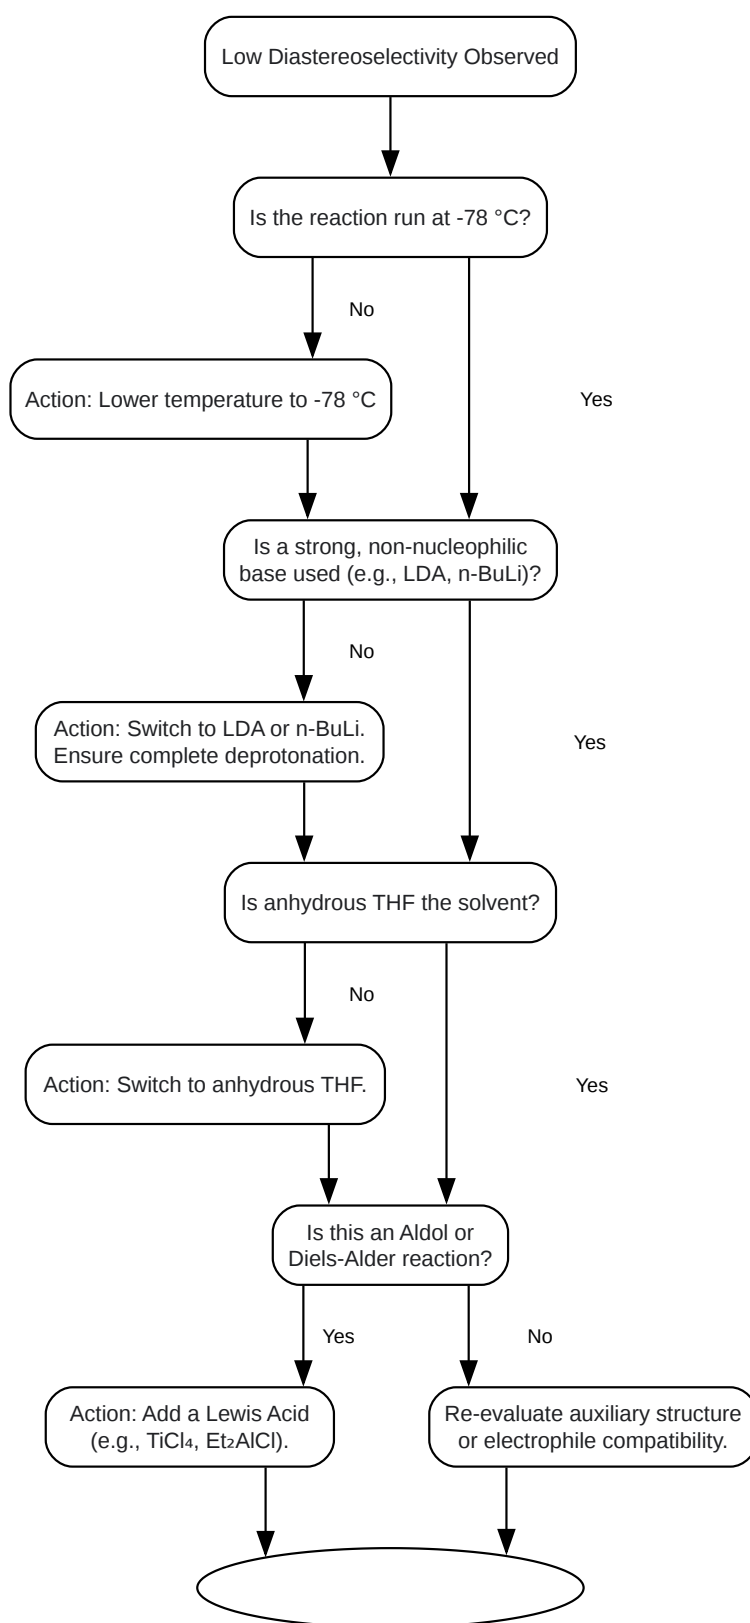 Low Diastereoselectivity Observed
Is the reaction run at -78 °C?
No
Action: Lower temperature to -78 °C
Yes
Is a strong, non-nucleophilic
base used (e.g., LDA, n-BuLi)?
No
Action: Switch to LDA or n-BuLi.
Ensure complete deprotonation.
Yes
Is anhydrous THF the solvent?
No
Action: Switch to anhydrous THF.
Yes
Is this an Aldol or
Diels-Alder reaction?
Yes
No
Action: Add a Lewis Acid
(e.g., TiCl₄, Et₂AlCl).
Re-evaluate auxiliary structure
or electrophile compatibility.